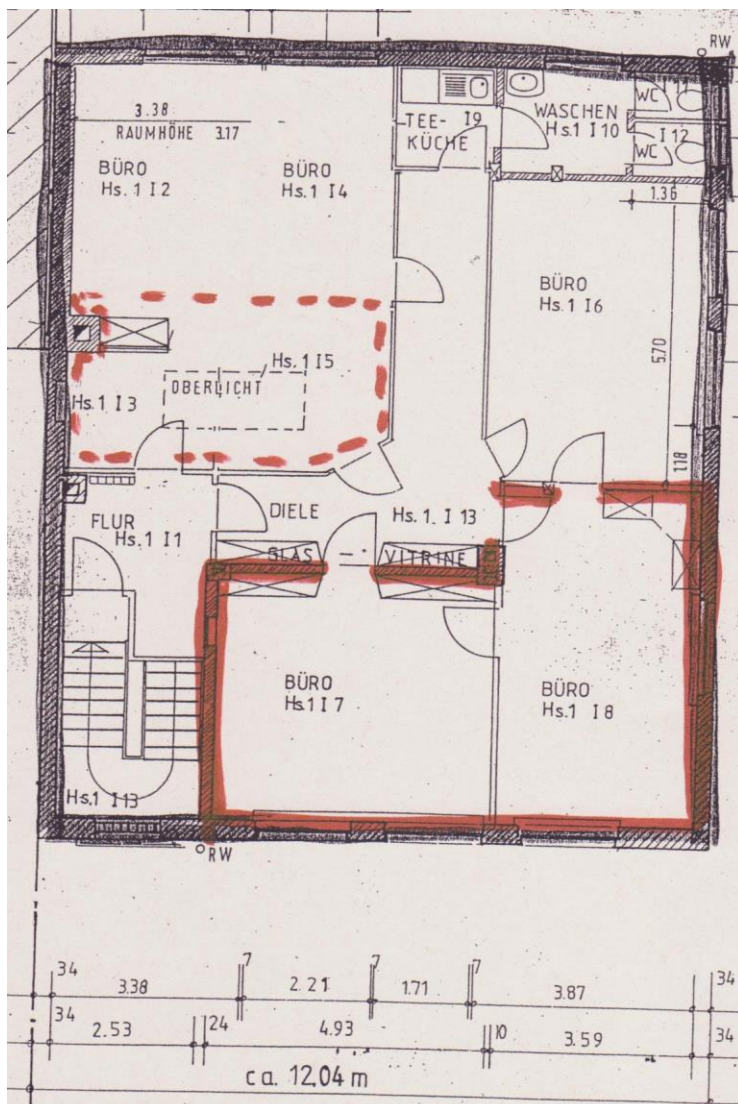 RW
3.38
RAUMHÖHE 3.17
BÜRO
Hs. 1 I2
BÜRO
Hs. 1 I4
TEE-
KÜCHE
I9
WASCHEN
Hs.1 I10
WC
I11
WC
I12
1.36
BÜRO
Hs. 1 I6
5.70
1.18
Hs. 1 I5
OBERLICHT
Hs. 1 I3
FLUR
Hs. 1 I1
DIELE
Hs. 1. I 13
GLAS
VITRINE
BÜRO
Hs. 1 I7
BÜRO
Hs. 1 I8
Hs.1 I13
RW
34
3.38
7
2.21
7
1.71
7
3.87
34
34
2.53
24
4.93
10
3.59
34
ca. 12.04 m